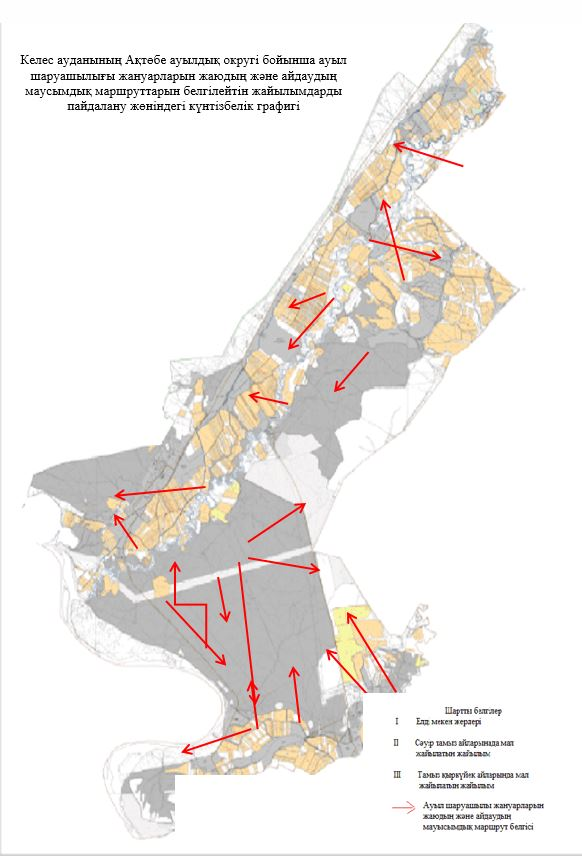 Келес ауданының Ақтөбе ауылдық округі бойынша ауыл
шаруашылығы жануарларын жаюдың және айдаудың
маусымдық маршруттарын белгілейтін жайылымдарды
пайдалану жөніндегі күнтізбелік графигі
Шартты белгілер
I Елді мекен жерлері
II Сәуір тамыз айларында мал
жайылатын жайылым
III Тамыз қыркүйек айларында мал
жайылатын жайылым
Ауыл шаруашылы жануарларын
жаюдың және айдаудың
мауысымдық маршрут белгісі